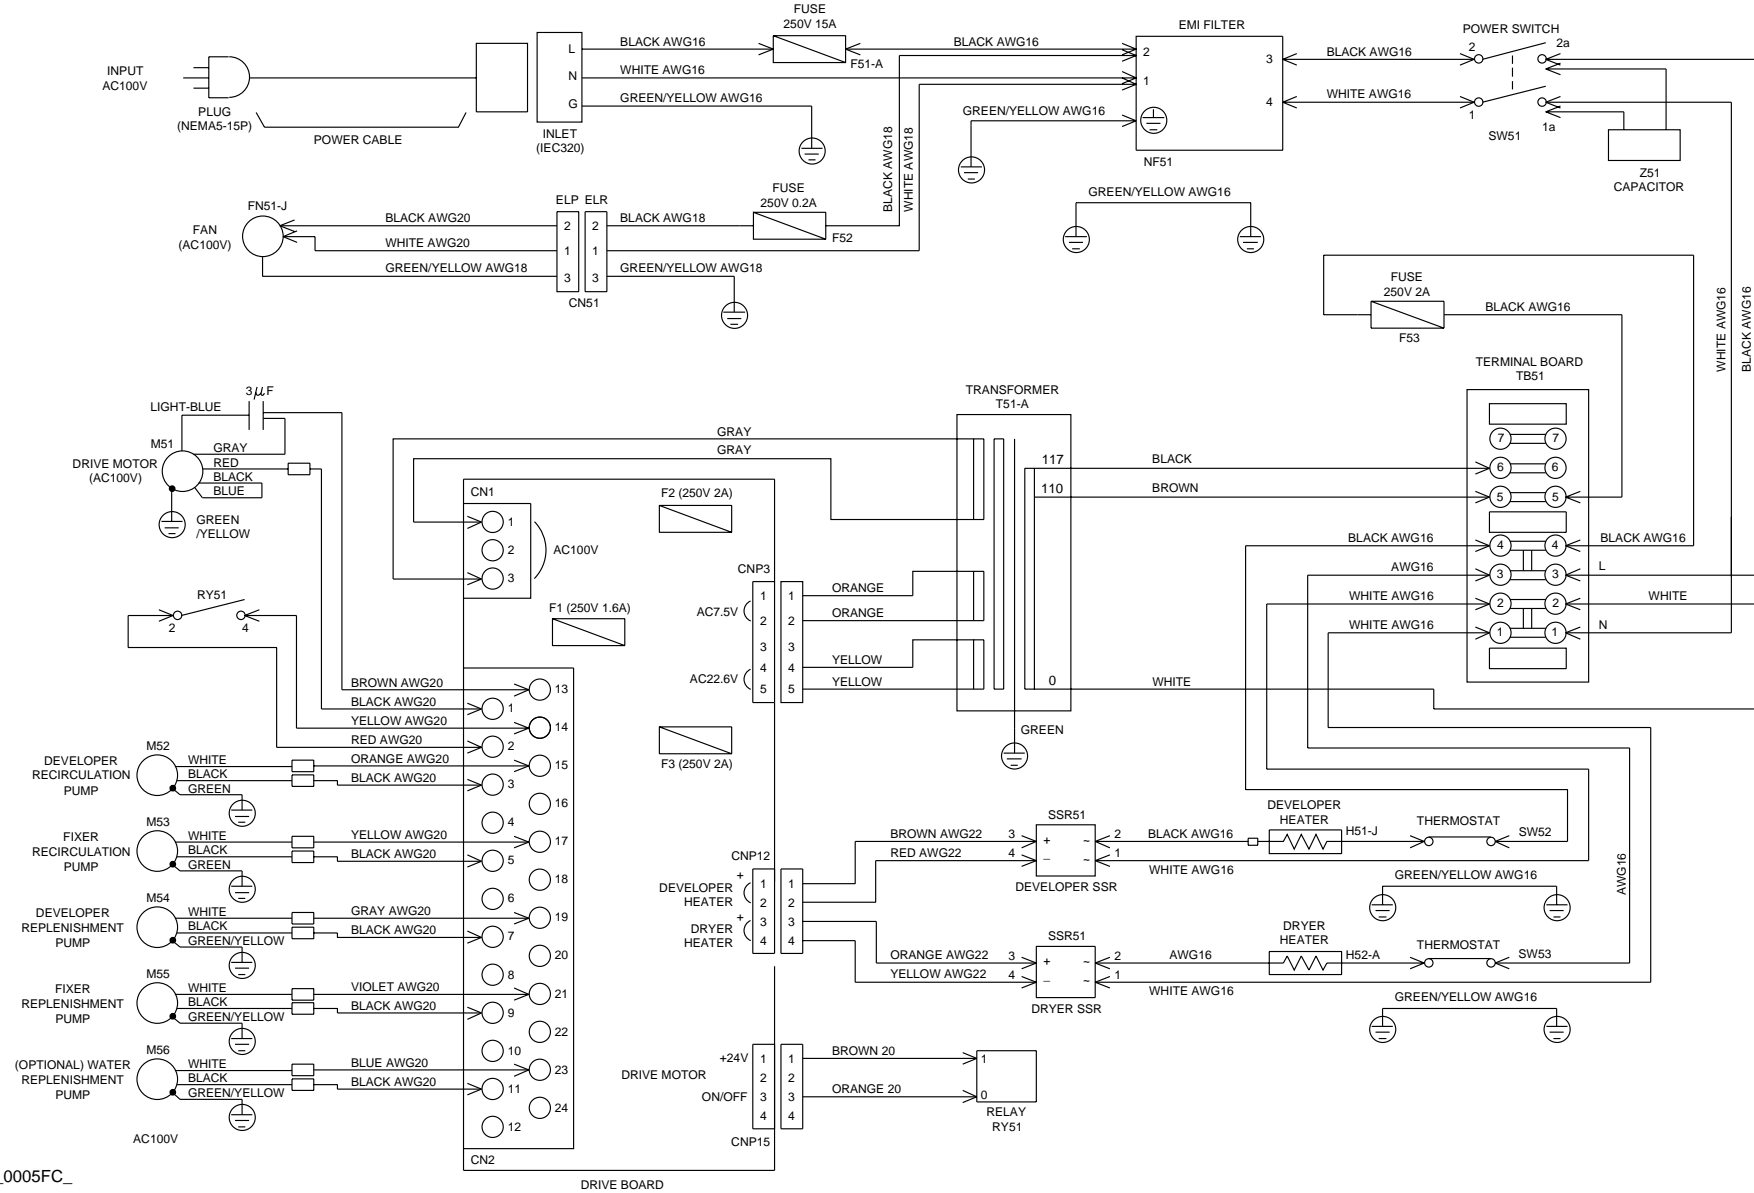 FUSE
250V 15A
F51-A
BLACK AWG16
BLACK AWG16
EMI FILTER
2
1
3
4
NF51
POWER SWITCH
2
2a
1
1a
SW51
BLACK AWG16
WHITE AWG16
Z51
CAPACITOR
INPUT
AC100V
PLUG
(NEMA5-15P)
POWER CABLE
L
N
G
INLET
(IEC320)
WHITE AWG16
GREEN/YELLOW AWG16
GREEN/YELLOW AWG16
BLACK AWG18
WHITE AWG18
GREEN/YELLOW AWG16
FN51-J
FAN
(AC100V)
BLACK AWG20
WHITE AWG20
GREEN/YELLOW AWG18
ELP ELR
2 2
1 1
3 3
CN51
BLACK AWG18
GREEN/YELLOW AWG18
FUSE
250V 0.2A
F52
FUSE
250V 2A
F53
BLACK AWG16
WHITE AWG16
BLACK AWG16
TERMINAL BOARD
TB51
7 7
6 6
5 5
4 4
3 3
2 2
1 1
BLACK AWG16
L
WHITE
N
BLACK AWG16
AWG16
WHITE AWG16
WHITE AWG16
3μF
LIGHT-BLUE
M51
DRIVE MOTOR
(AC100V)
GRAY
RED
BLACK
BLUE
GREEN
/YELLOW
GRAY
GRAY
TRANSFORMER
T51-A
117
110
0
BLACK
BROWN
WHITE
GREEN
CN1
1
2
3
AC100V
F2 (250V 2A)
F1 (250V 1.6A)
F3 (250V 2A)
CNP3
AC7.5V
AC22.6V
1 1
2 2
3 3
4 4
5 5
ORANGE
ORANGE
YELLOW
YELLOW
RY51
2
4
BROWN AWG20
BLACK AWG20
YELLOW AWG20
RED AWG20
ORANGE AWG20
BLACK AWG20
YELLOW AWG20
BLACK AWG20
GRAY AWG20
BLACK AWG20
VIOLET AWG20
BLACK AWG20
BLUE AWG20
BLACK AWG20
13
1
14
2
15
3
16
4
17
5
18
6
19
7
20
8
21
9
22
10
23
11
24
12
CN2
M52
DEVELOPER
RECIRCULATION
PUMP
WHITE
BLACK
GREEN
M53
FIXER
RECIRCULATION
PUMP
WHITE
BLACK
GREEN
M54
DEVELOPER
REPLENISHMENT
PUMP
WHITE
BLACK
GREEN/YELLOW
M55
FIXER
REPLENISHMENT
PUMP
WHITE
BLACK
GREEN/YELLOW
M56
(OPTIONAL) WATER
REPLENISHMENT
PUMP
WHITE
BLACK
GREEN/YELLOW
AC100V
CNP12
DEVELOPER
HEATER
DRYER
HEATER
+
+
1 1
2 2
3 3
4 4
BROWN AWG22
RED AWG22
ORANGE AWG22
YELLOW AWG22
SSR51
3 + ~ 2
4 – ~ 1
DEVELOPER SSR
BLACK AWG16
WHITE AWG16
DEVELOPER
HEATER
H51-J
THERMOSTAT
SW52
GREEN/YELLOW AWG16
AWG16
SSR51
3 + ~ 2
4 – ~ 1
DRYER SSR
AWG16
WHITE AWG16
DRYER
HEATER
H52-A
THERMOSTAT
SW53
GREEN/YELLOW AWG16
DRIVE MOTOR
+24V
ON/OFF
1 1
2 2
3 3
4 4
CNP15
BROWN 20
ORANGE 20
1
0
RELAY
RY51
DRIVE BOARD
_0005FC_